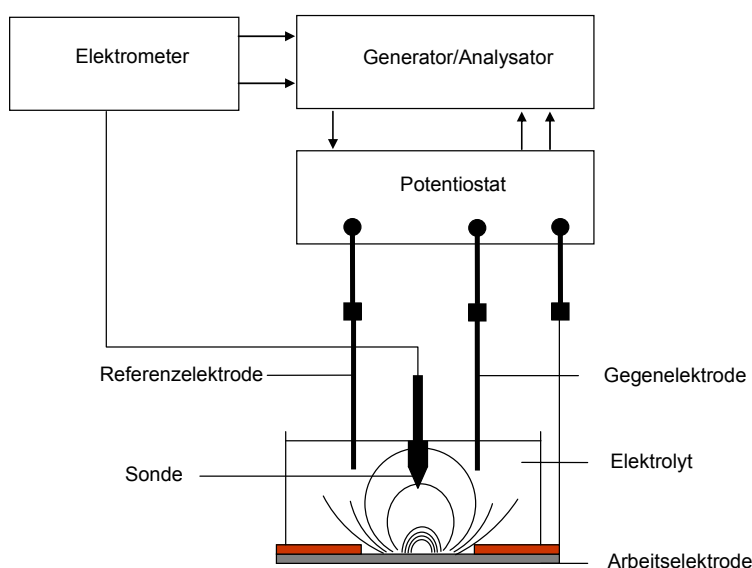 Elektrometer
Generator/Analysator
Potentiostat
Referenzelektrode
Gegenelektrode
Sonde
Elektrolyt
Arbeitselektrode